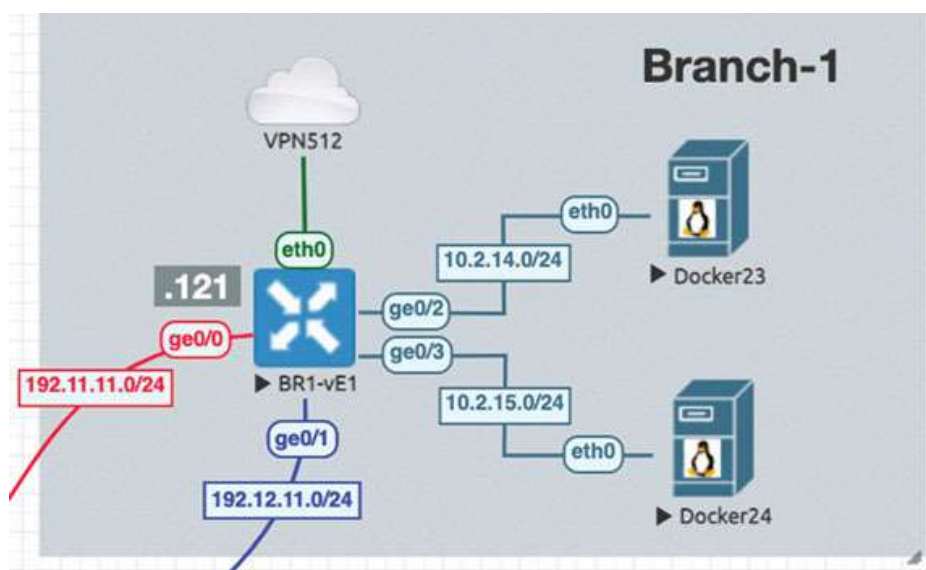 Branch-1
VPN512
eth0
eth0
10.2.14.0/24
Docker23
.121
ge0/2
ge0/0
ge0/3
192.11.11.0/24
BR1-vE1
10.2.15.0/24
ge0/1
eth0
192.12.11.0/24
Docker24